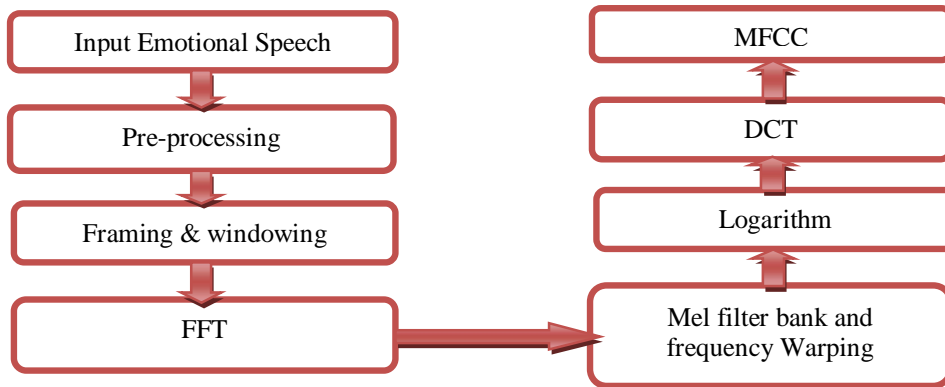 Input Emotional Speech
Pre-processing
Framing & windowing
FFT
Mel filter bank and
frequency Warping
Logarithm
DCT
MFCC